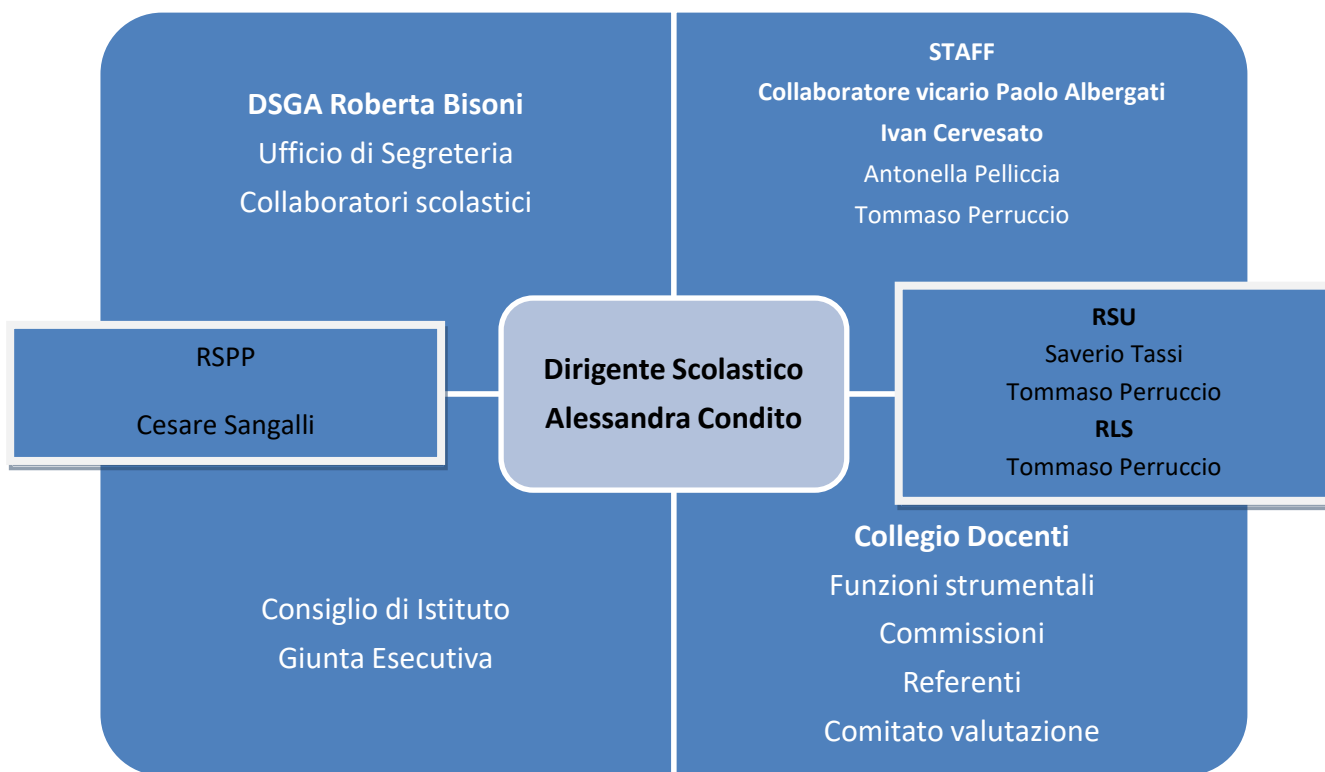 DSGA Roberta Bisoni
Ufficio di Segreteria
Collaboratori scolastici
STAFF
Collaboratore vicario Paolo Albergati
Ivan Cervesato
Antonella Pelliccia
Tommaso Perruccio
RSPP
Cesare Sangalli
Dirigente Scolastico
Alessandra Condito
RSU
Saverio Tassi
Tommaso Perruccio
RLS
Tommaso Perruccio
Consiglio di Istituto
Giunta Esecutiva
Collegio Docenti
Funzioni strumentali
Commissioni
Referenti
Comitato valutazione